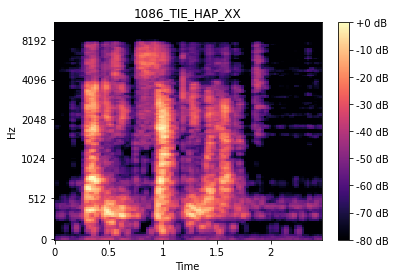 1086_TIE_HAP_XX
+0 dB
8192
-10 dB
4096
-20 dB
-30 dB
2048
Hz
-40 dB
1024
-50 dB
512
-60 dB
-70 dB
0
-80 dB
0 0.5 1 1.5 2
Time